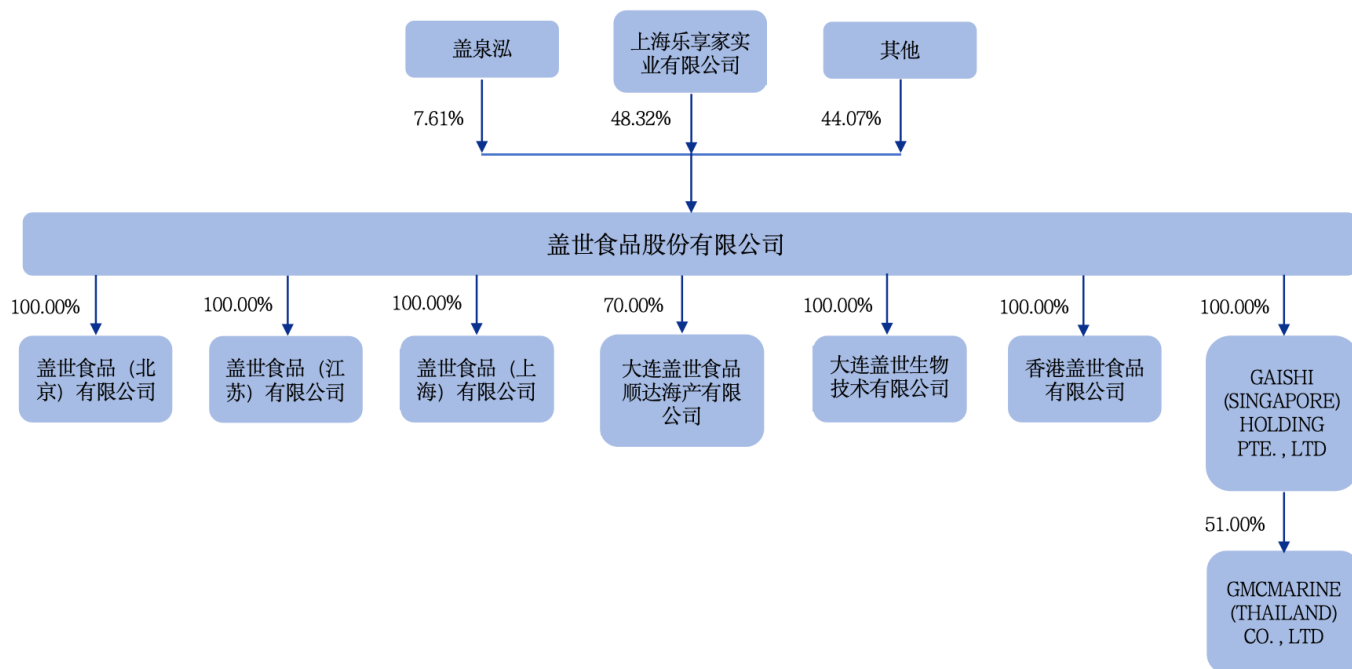 盖泉泓
上海乐享家实
业有限公司
其他
7.61%
48.32%
44.07%
盖世食品股份有限公司
100.00%
100.00%
100.00%
70.00%
100.00%
100.00%
100.00%
盖世食品（北
京）有限公司
盖世食品（江
苏）有限公司
盖世食品（上
海）有限公司
大连盖世食品
顺达海产有限
公司
大连盖世生物
技术有限公司
香港盖世食品
有限公司
GAISHI
(SINGAPORE)
HOLDING
PTE. , LTD
51.00%
GMCMARINE
(THAILAND)
CO. , LTD